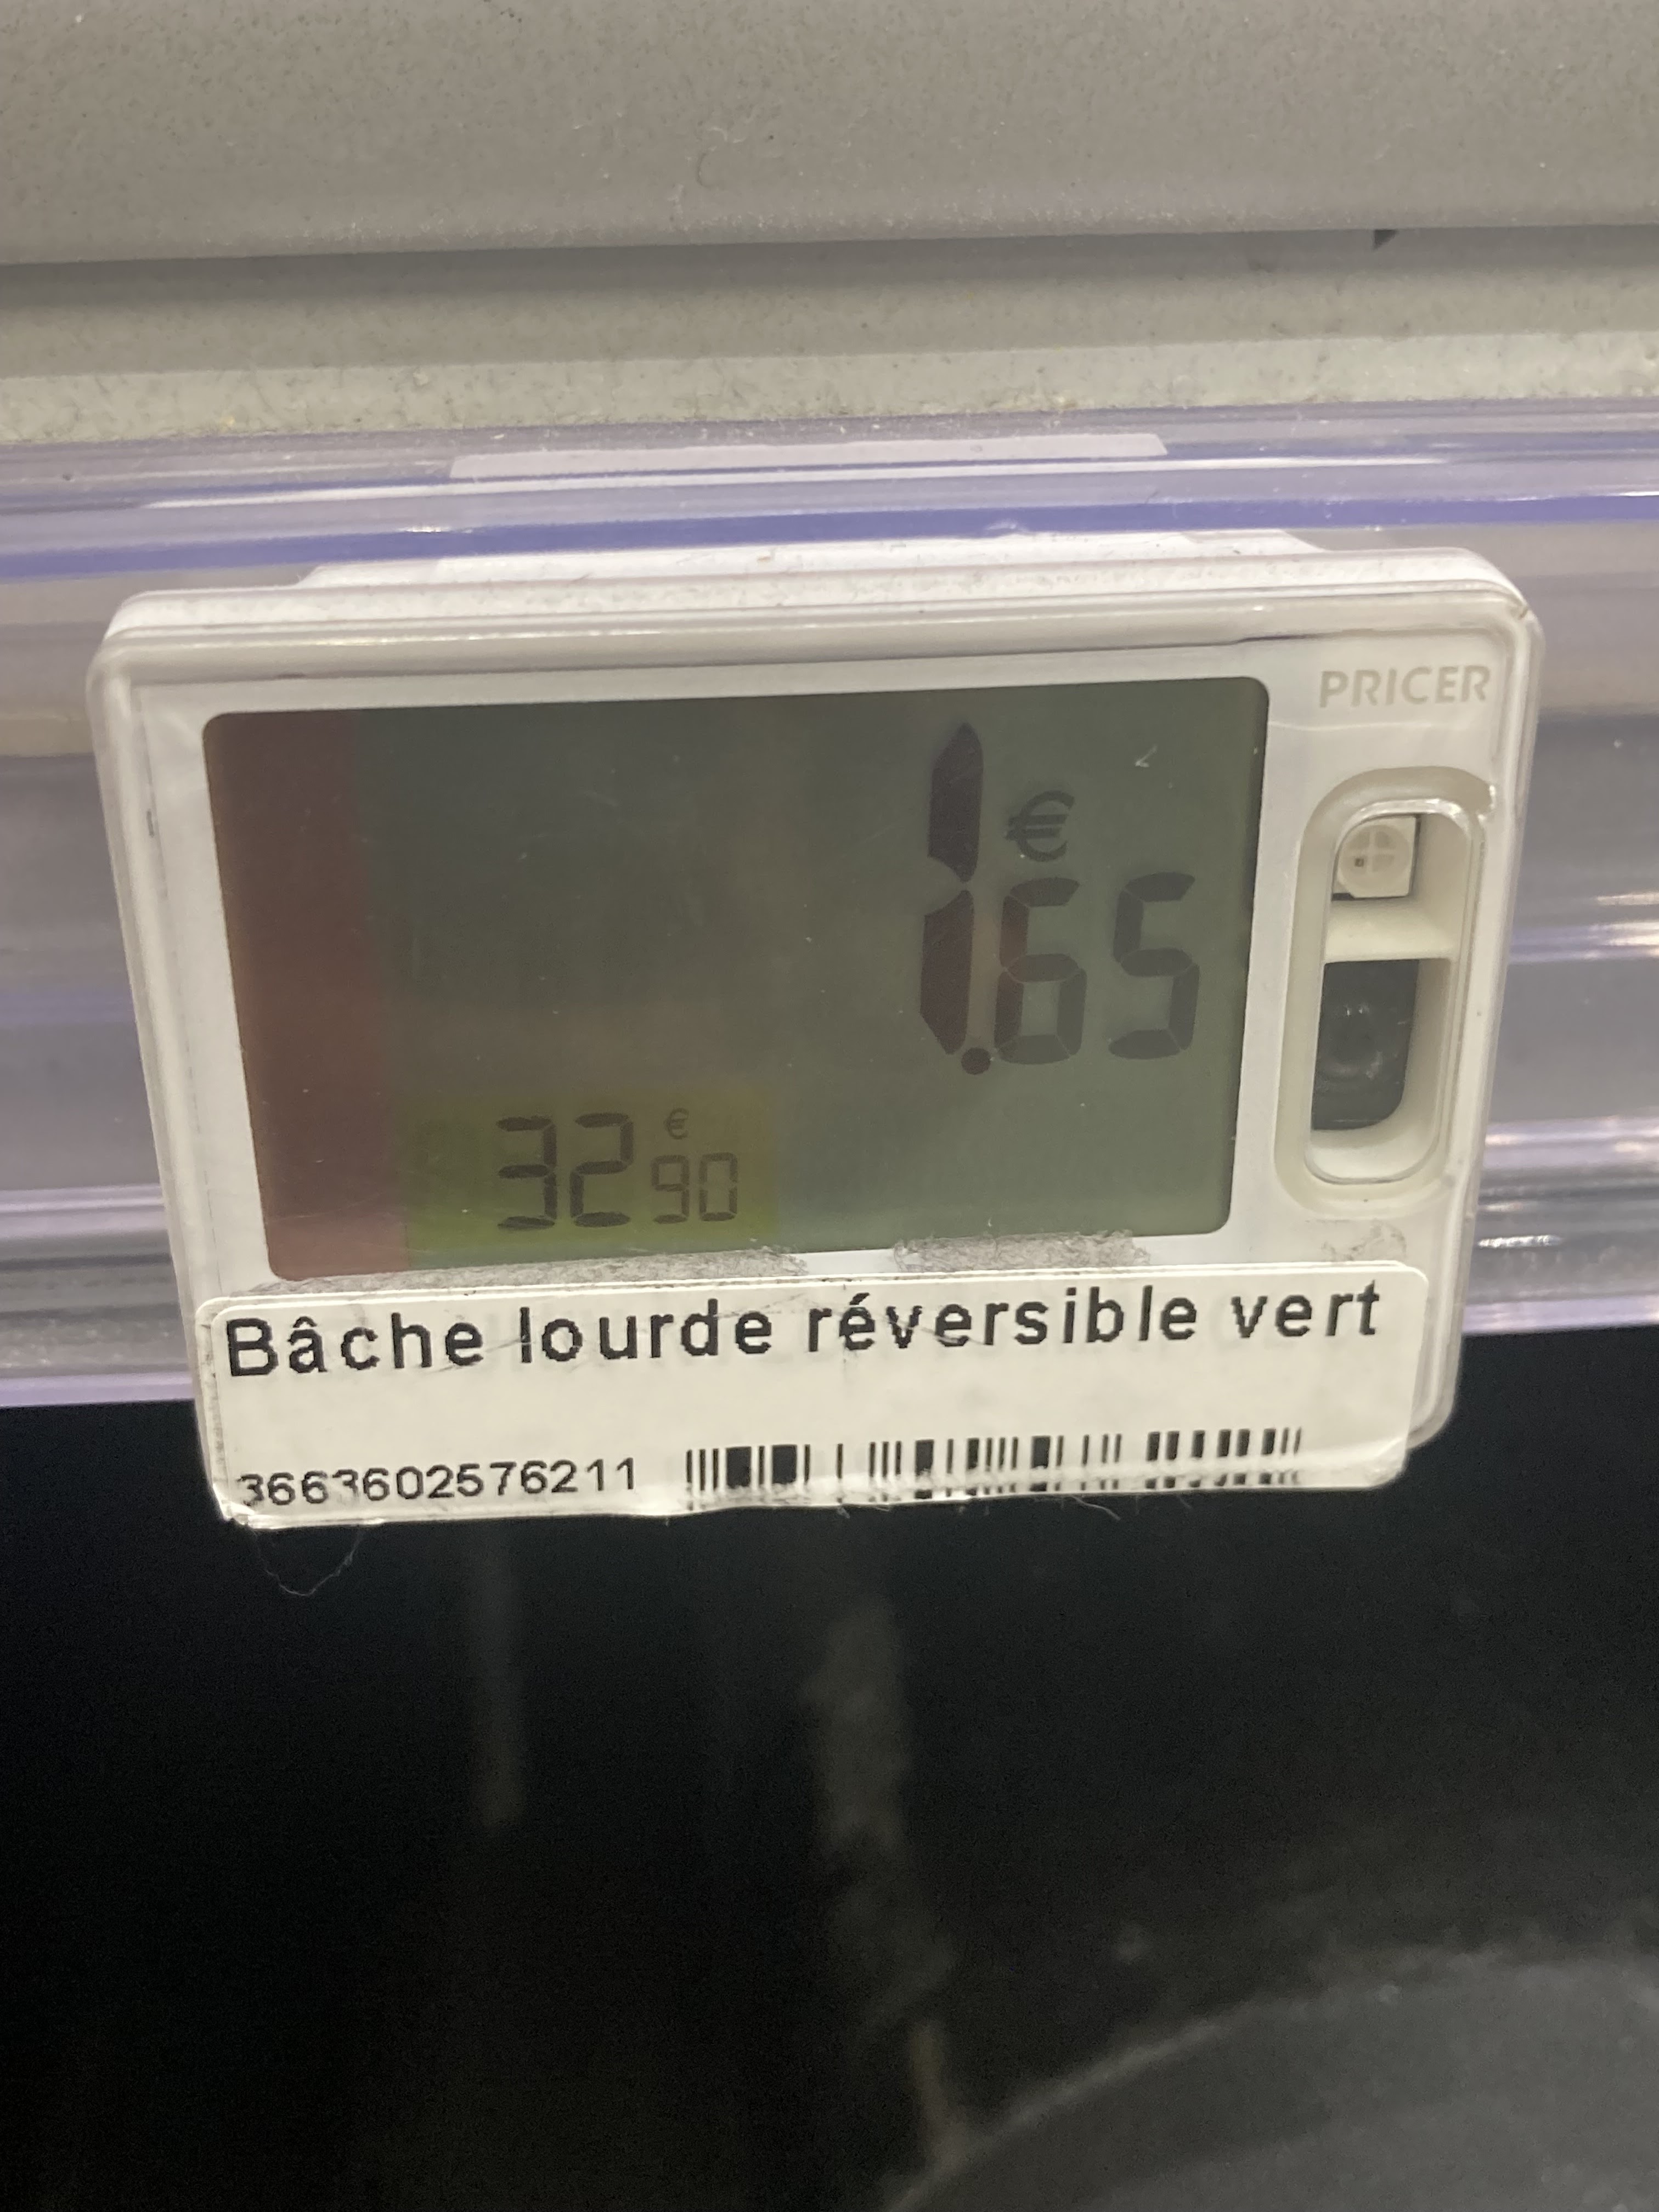 PRICER
1.€65
32€90
Bâche lourde réversible vert
3663602576211